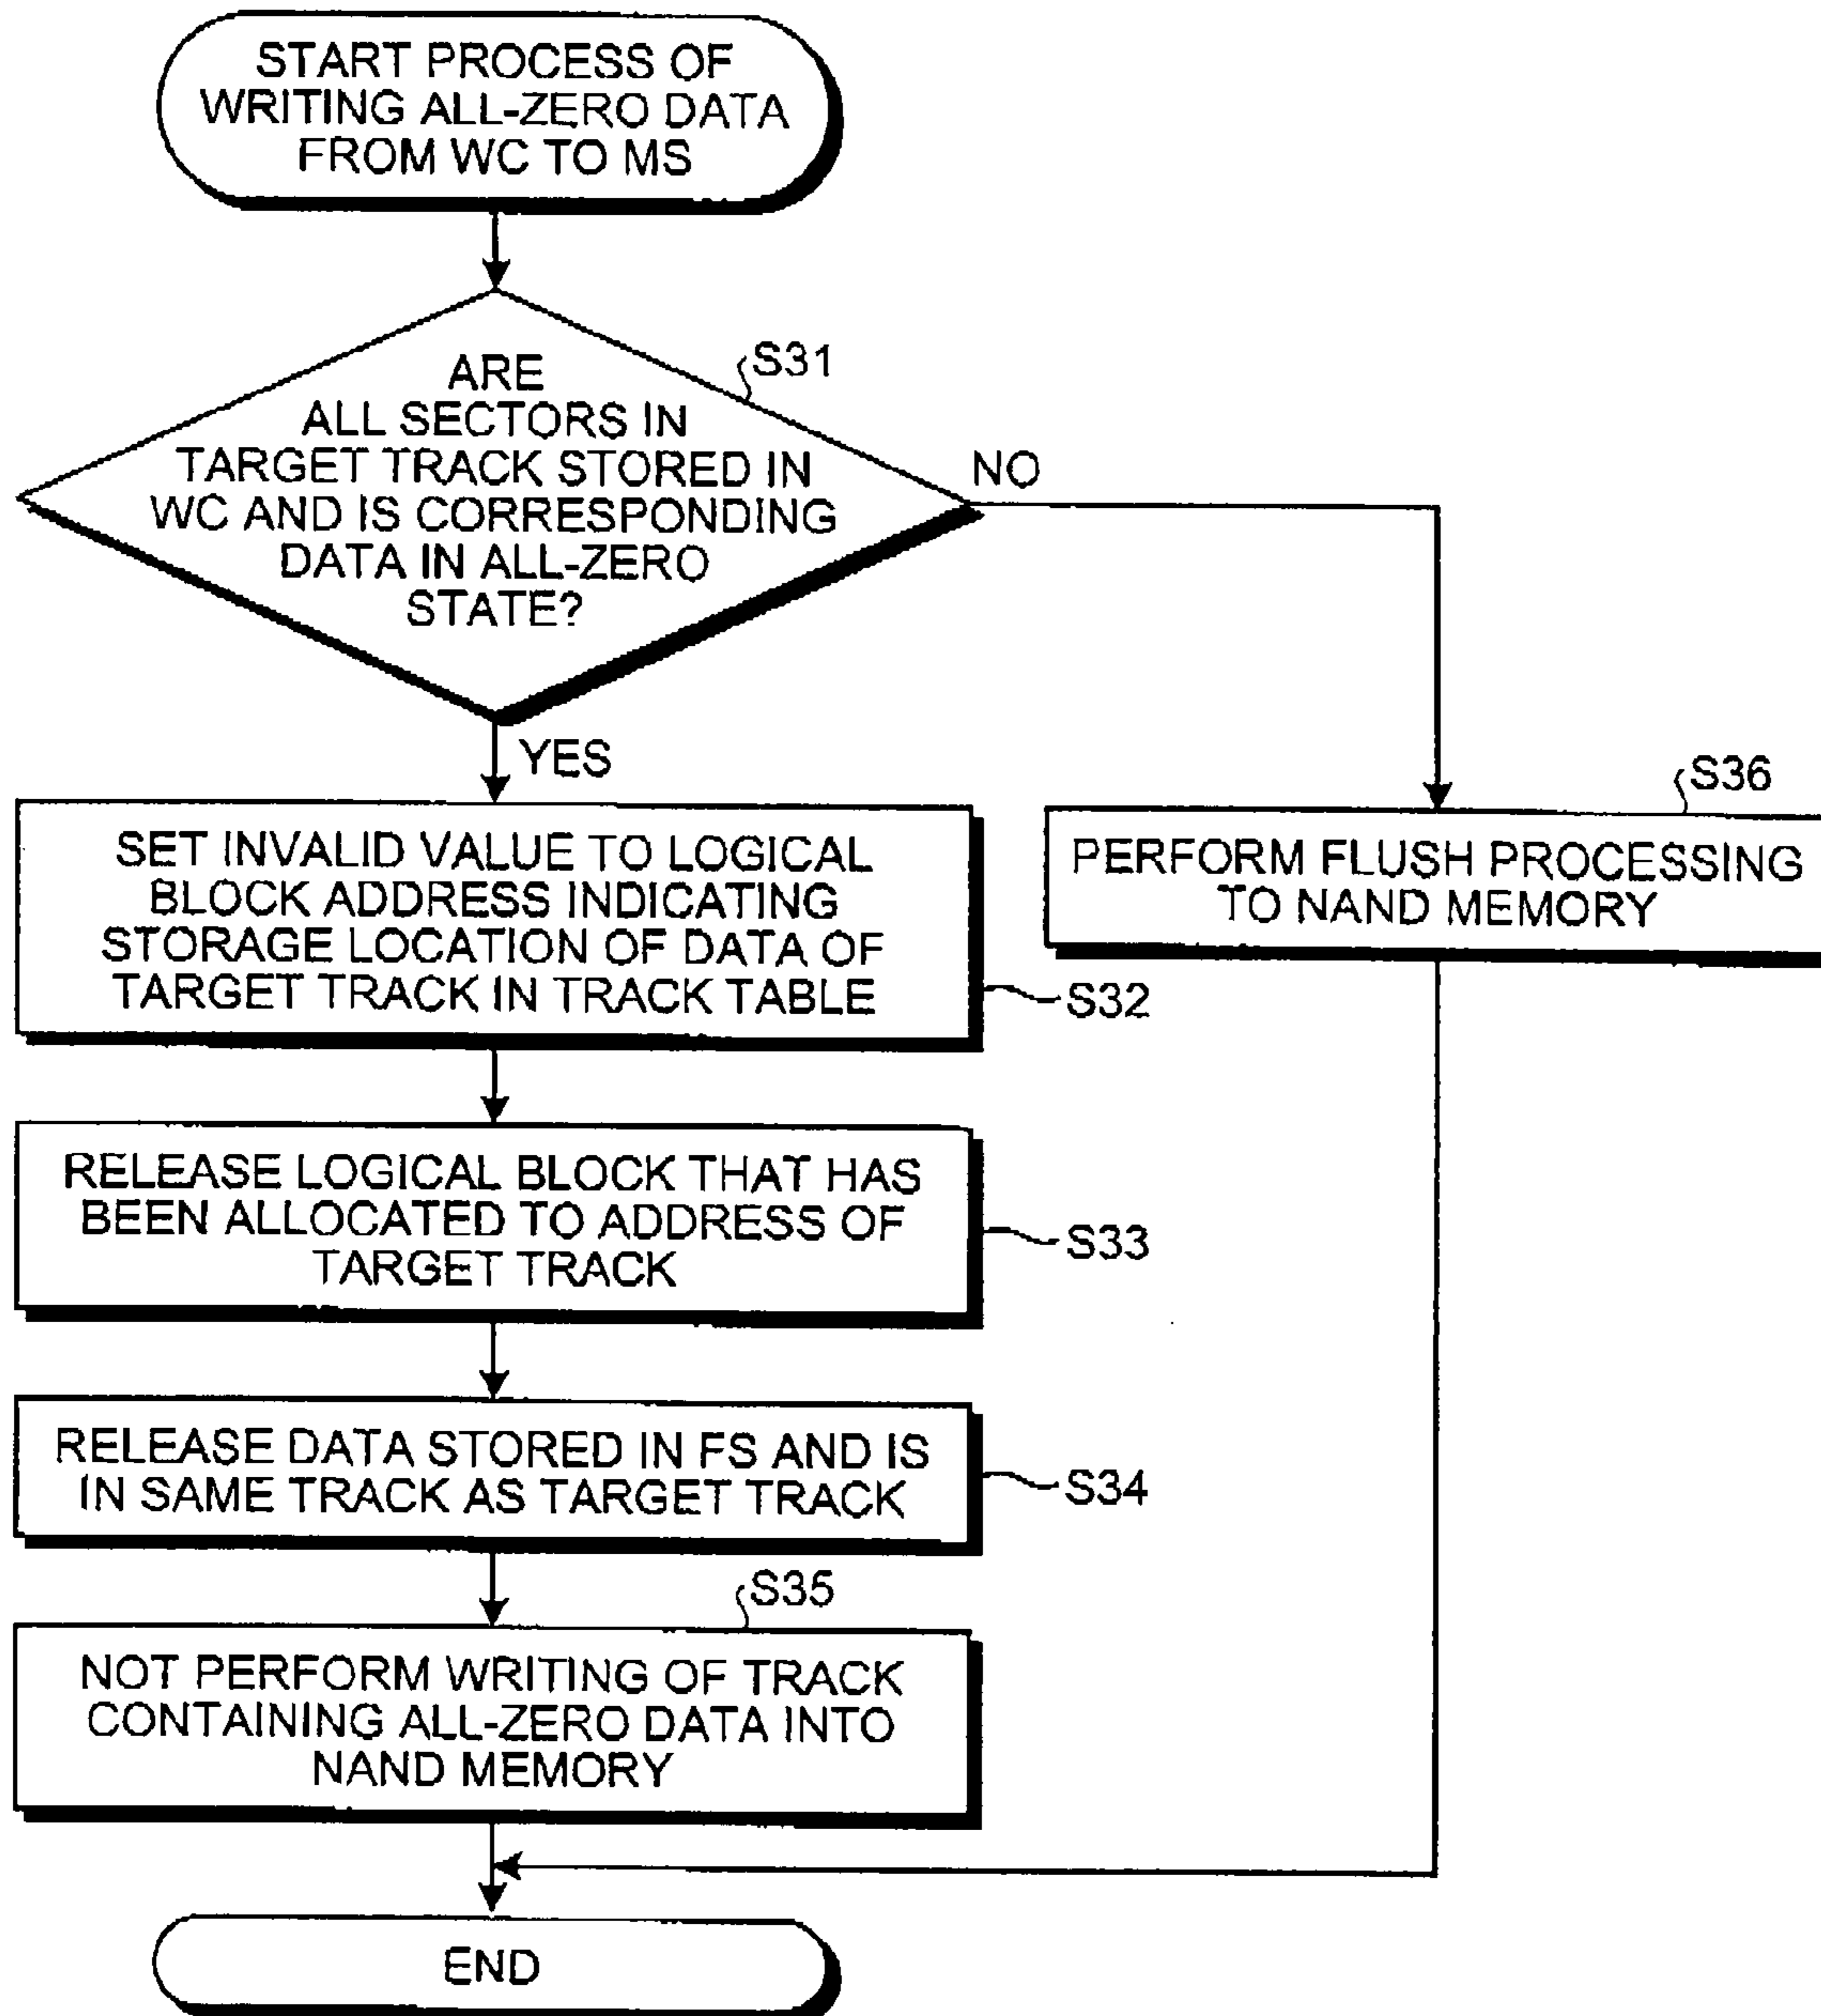 START PROCESS OF
WRITING ALL-ZERO DATA
FROM WC TO MS
S31
ARE
ALL SECTORS IN
TARGET TRACK STORED IN
WC AND IS CORRESPONDING
DATA IN ALL-ZERO
STATE?
NO
YES
S36
PERFORM FLUSH PROCESSING
TO NAND MEMORY
SET INVALID VALUE TO LOGICAL
BLOCK ADDRESS INDICATING
STORAGE LOCATION OF DATA OF
TARGET TRACK IN TRACK TABLE
S32
RELEASE LOGICAL BLOCK THAT HAS
BEEN ALLOCATED TO ADDRESS OF
TARGET TRACK
S33
RELEASE DATA STORED IN FS AND IS
IN SAME TRACK AS TARGET TRACK
S34
S35
NOT PERFORM WRITING OF TRACK
CONTAINING ALL-ZERO DATA INTO
NAND MEMORY
END